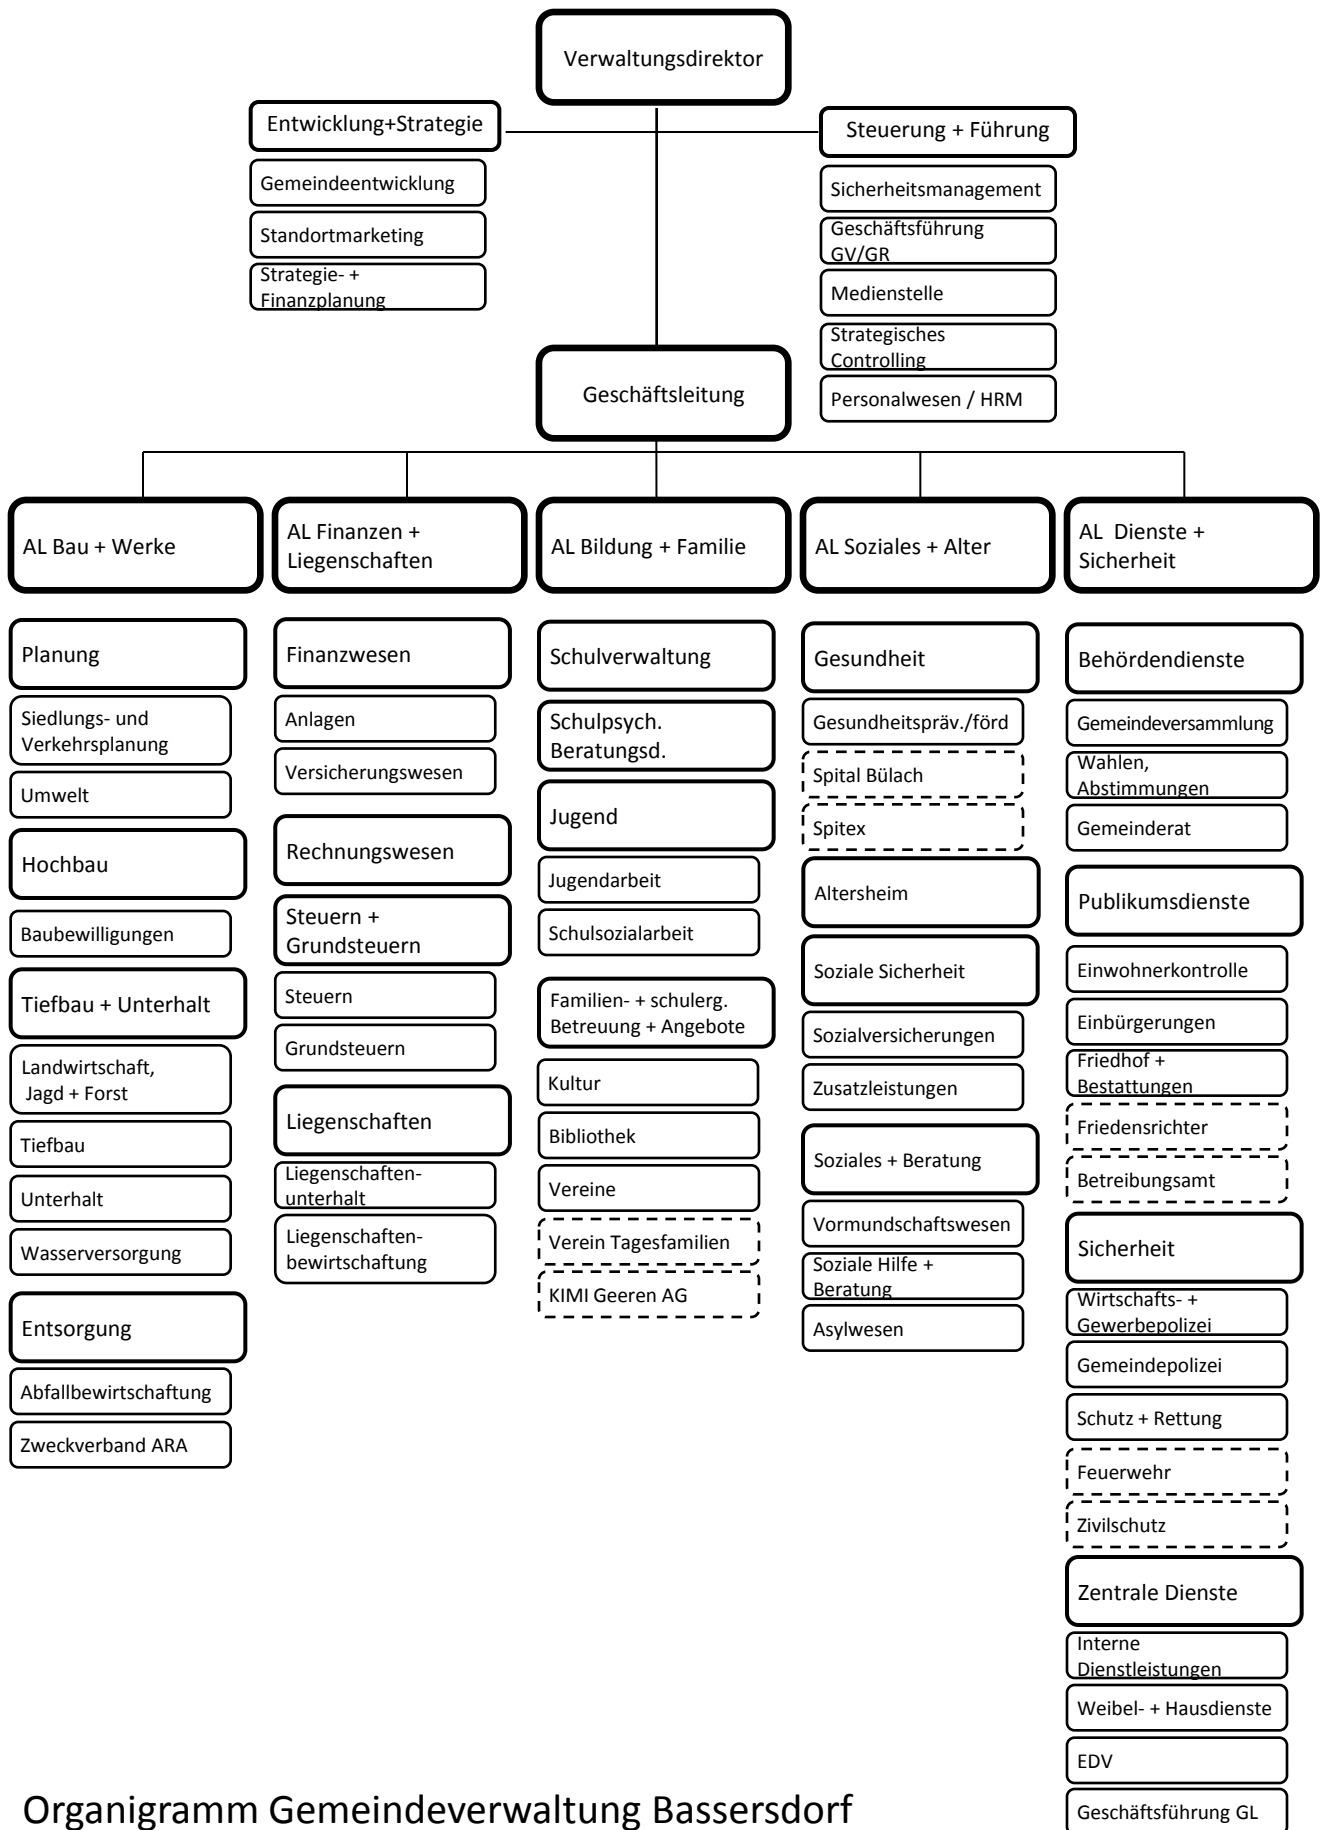 Verwaltungsdirektor
Entwicklung+Strategie
Gemeindeentwicklung
Standortmarketing
Strategie- +
Finanzplanung
Steuerung + Führung
Sicherheitsmanagement
Geschäftsführung
GV/GR
Medienstelle
Strategisches
Controlling
Personalwesen / HRM
Geschäftsleitung
AL Bau + Werke
Planung
Siedlungs- und
Verkehrsplanung
Umwelt
Hochbau
Baubewilligungen
Tiefbau + Unterhalt
Landwirtschaft,
Jagd + Forst
Tiefbau
Unterhalt
Wasserversorgung
Entsorgung
Abfallbewirtschaftung
Zweckverband ARA
AL Finanzen +
Liegenschaften
Finanzwesen
Anlagen
Versicherungswesen
Rechnungswesen
Steuern +
Grundsteuern
Steuern
Grundsteuern
Liegenschaften
Liegenschaften-
unterhalt
Liegenschaften-
bewirtschaftung
AL Bildung + Familie
Schulverwaltung
Schulpsych.
Beratungsd.
Jugend
Jugendarbeit
Schulsozialarbeit
Familien- + schulerg.
Betreuung + Angebote
Kultur
Bibliothek
Vereine
Verein Tagesfamilien
KIMI Geeren AG
AL Soziales + Alter
Gesundheit
Gesundheitspräv./förd
Spital Bülach
Spitex
Altersheim
Soziale Sicherheit
Sozialversicherungen
Zusatzleistungen
Soziales + Beratung
Vormundschaftswesen
Soziale Hilfe +
Beratung
Asylwesen
AL Dienste +
Sicherheit
Behördendienste
Gemeindeversammlung
Wahlen,
Abstimmungen
Gemeinderat
Publikumsdienste
Einwohnerkontrolle
Einbürgerungen
Friedhof +
Bestattungen
Friedensrichter
Betreibungsamt
Sicherheit
Wirtschafts- +
Gewerbepolizei
Gemeindepolizei
Schutz + Rettung
Feuerwehr
Zivilschutz
Zentrale Dienste
Interne
Dienstleistungen
Weibel- + Hausdienste
EDV
Geschäftsführung GL
Organigramm Gemeindeverwaltung Bassersdorf